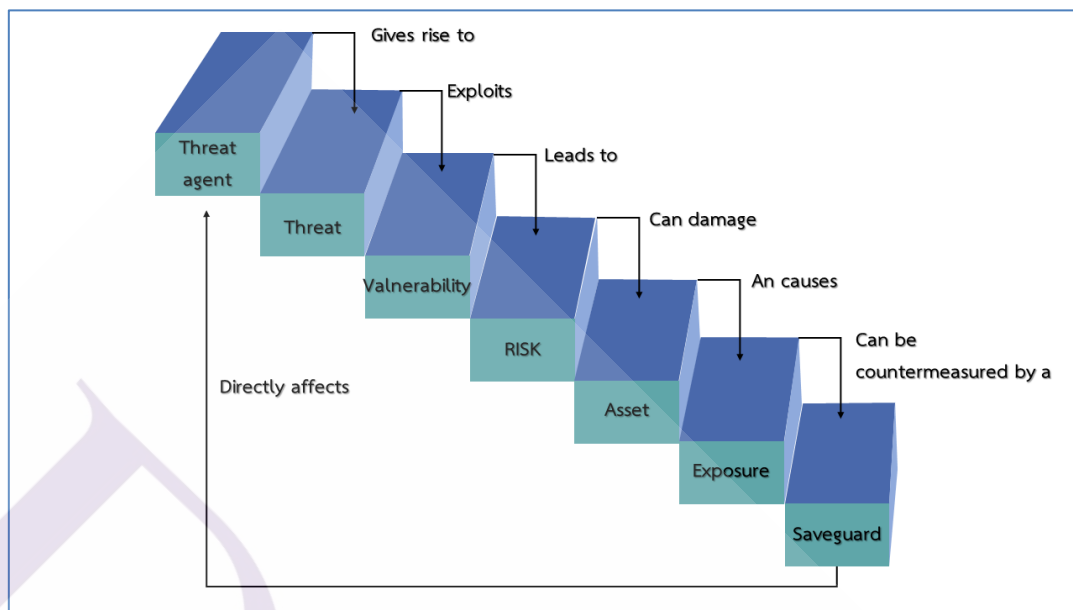 Gives rise to
Exploits
Threat
agent
Leads to
Threat
Can damage
Valnerability
An causes
RISK
Can be
countermeasured by a
Directly affects
Asset
Exposure
Saveguard